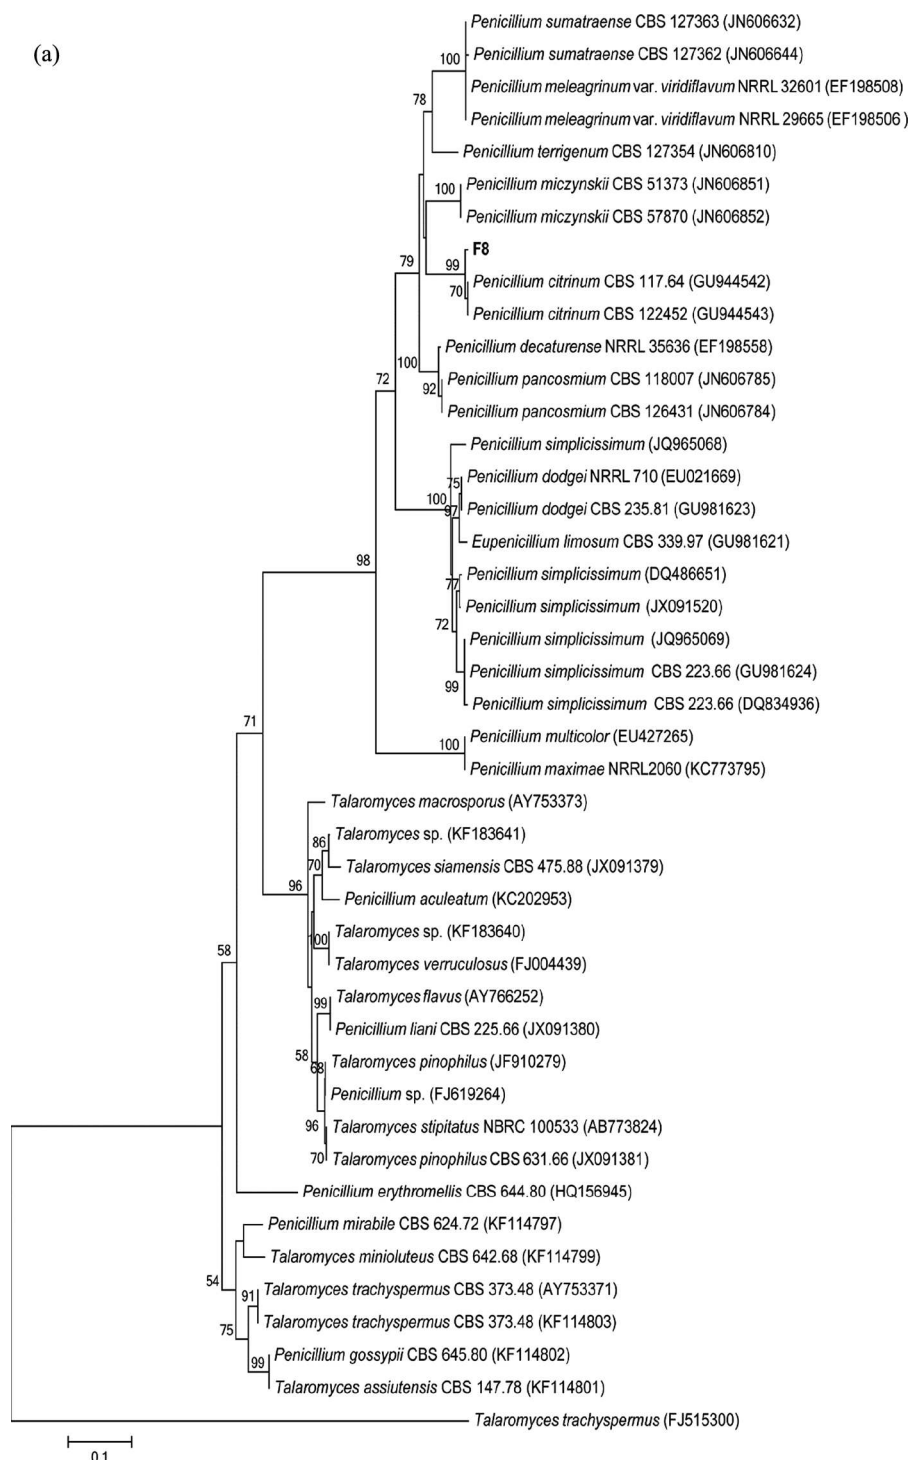 (a)
Penicillium sumatraense CBS 127363 (JN606632)
Penicillium sumatraense CBS 127362 (JN606644)
100
Penicillium meleagrinum var. viridiflavum NRRL 32601 (EF198508)
78
Penicillium meleagrinum var. viridiflavum NRRL 29665 (EF198506)
Penicillium terrigenum CBS 127354 (JN606810)
Penicillium miczynskii CBS 51373 (JN606851)
100
Penicillium miczynskii CBS 57870 (JN606852)
F8
79
99
Penicillium citrinum CBS 117.64 (GU944542)
70
Penicillium citrinum CBS 122452 (GU944543)
Penicillium decaturense NRRL 35636 (EF198558)
100
72
Penicillium pancosmium CBS 118007 (JN606785)
92
Penicillium pancosmium CBS 126431 (JN606784)
Penicillium simplicissimum (JQ965068)
Penicillium dodgei NRRL 710 (EU021669)
75
100
Penicillium dodgei CBS 235.81 (GU981623)
97
Eupenicillium limosum CBS 339.97 (GU981621)
98
Penicillium simplicissimum (DQ486651)
77
Penicillium simplicissimum (JX091520)
72
Penicillium simplicissimum (JQ965069)
Penicillium simplicissimum CBS 223.66 (GU981624)
99
Penicillium simplicissimum CBS 223.66 (DQ834936)
71
Penicillium multicolor (EU427265)
100
Penicillium maximae NRRL2060 (KC773795)
Talaromyces macrosporus (AY753373)
Talaromyces sp. (KF183641)
86
70
Talaromyces siamensis CBS 475.88 (JX091379)
96
Penicillium aculeatum (KC202953)
Talaromyces sp. (KF183640)
100
58
Talaromyces verruculosus (FJ004439)
Talaromyces flavus (AY766252)
99
Penicillium liani CBS 225.66 (JX091380)
58
Talaromyces pinophilus (JF910279)
68
Penicillium sp. (FJ619264)
96
Talaromyces stipitatus NBRC 100533 (AB773824)
70
Talaromyces pinophilus CBS 631.66 (JX091381)
Penicillium erythromellis CBS 644.80 (HQ156945)
Penicillium mirabile CBS 624.72 (KF114797)
Talaromyces minioluteus CBS 642.68 (KF114799)
54
Talaromyces trachyspermus CBS 373.48 (AY753371)
91
Talaromyces trachyspermus CBS 373.48 (KF114803)
75
Penicillium gossypii CBS 645.80 (KF114802)
99
Talaromyces assiutensis CBS 147.78 (KF114801)
Talaromyces trachyspermus (FJ515300)
0.1